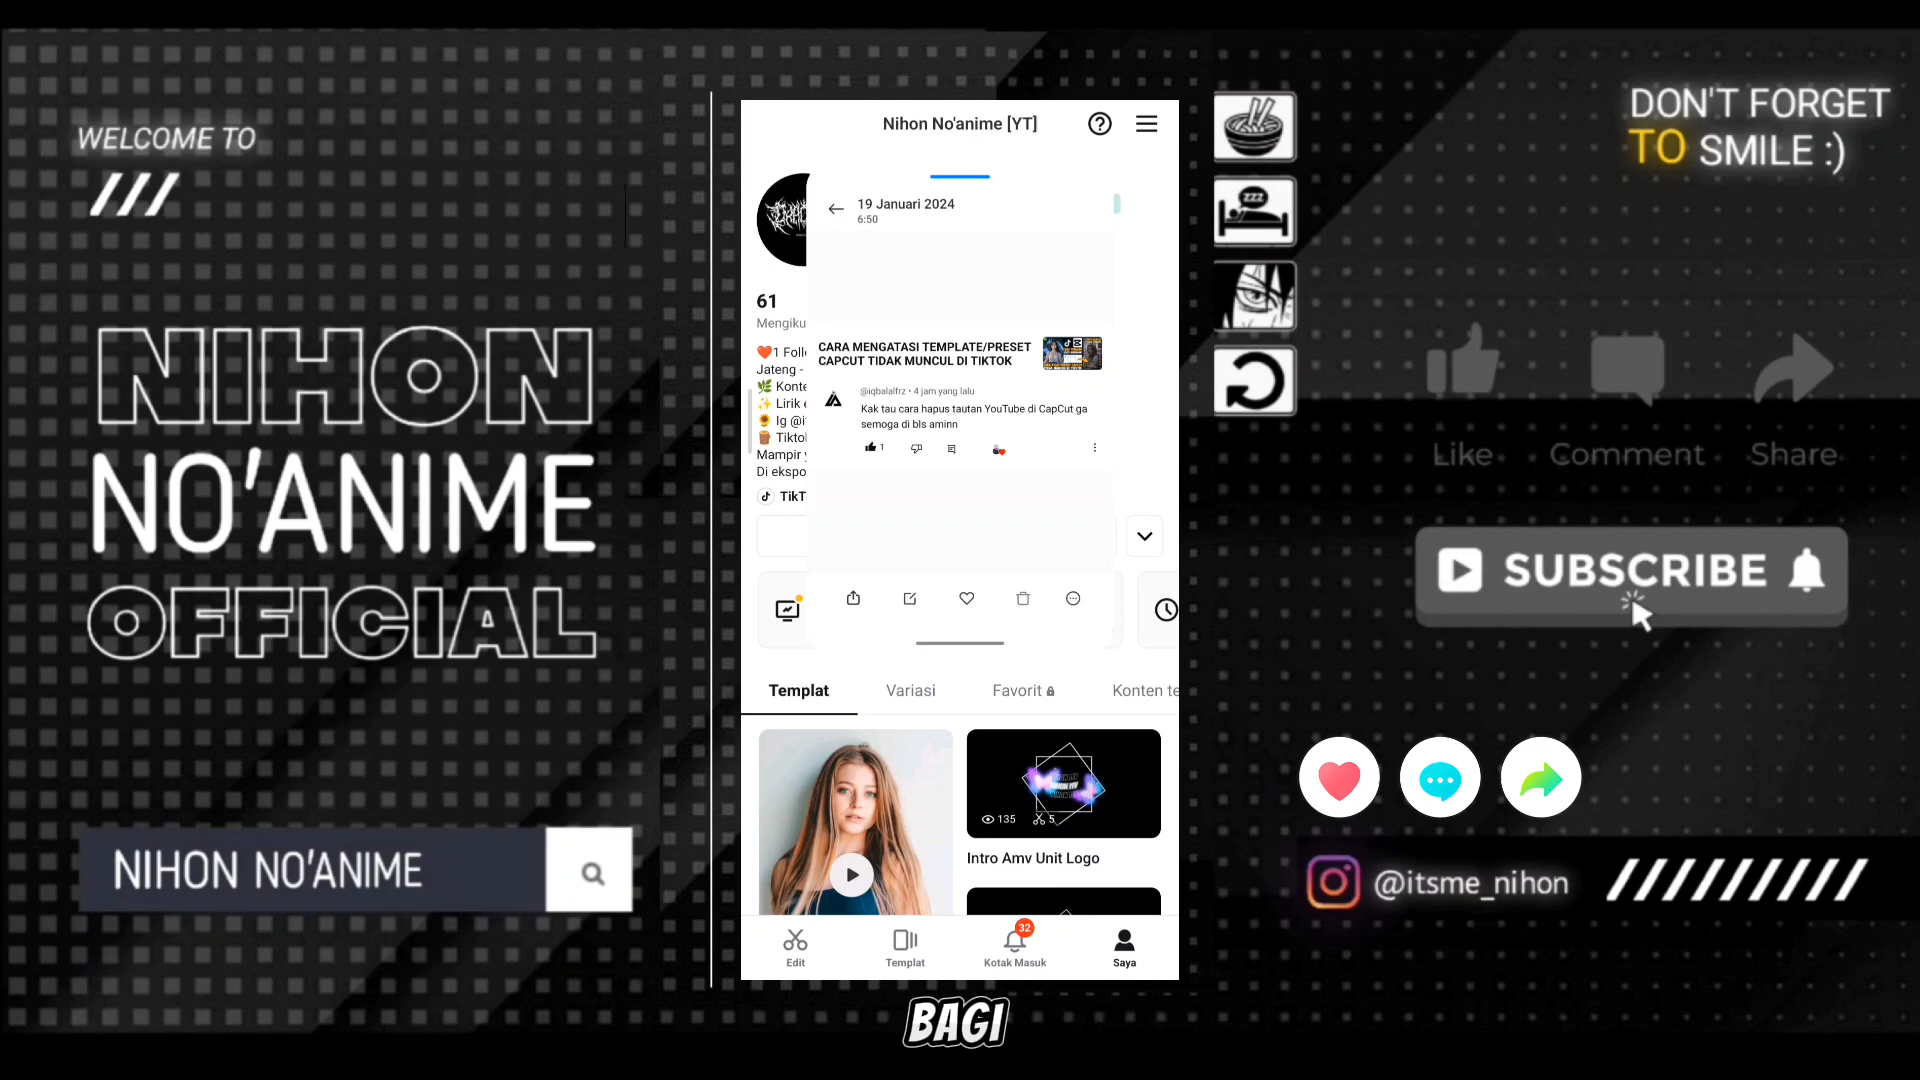 WELCOME TO
NIHON
NO'ANIME
OFFICIAL
NIHON NO'ANIME
Nihon No'anime [YT]
19 Januari 2024
6:50
61
Mengiku
❤️1 Foll
Jateng -
🌿 Konte
✨ Lirik e
🌻 Ig @i
Tiktol
Mampir
Di ekspo
TikT
CARA MENGATASI TEMPLATE/PRESET
CAPCUT TIDAK MUNCUL DI TIKTOK
@iqbalalfrz • 4 jam yang lalu
Kak tau cara hapus tautan YouTube di CapCut ga
semoga di bls aminn
1
Templat
Variasi
Favorit
Konten te
135
5
Intro Amv Unit Logo
Edit
Templat
32
Kotak Masuk
Saya
BAGI
zzz
DON'T FORGET
TO SMILE :)
Like
Comment
Share
SUBSCRIBE
@itsme_nihon